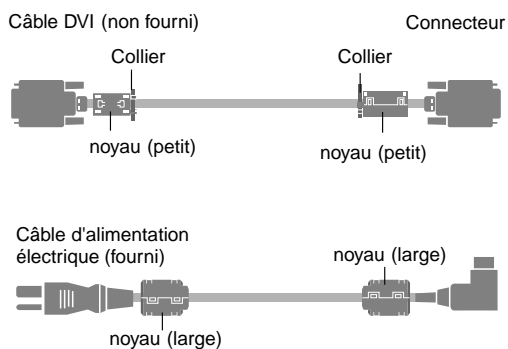 Câble DVI (non fourni)
Connecteur
Collier
Collier
noyau (petit)
noyau (petit)
Câble d'alimentation
électrique (fourni)
noyau (large)
noyau (large)